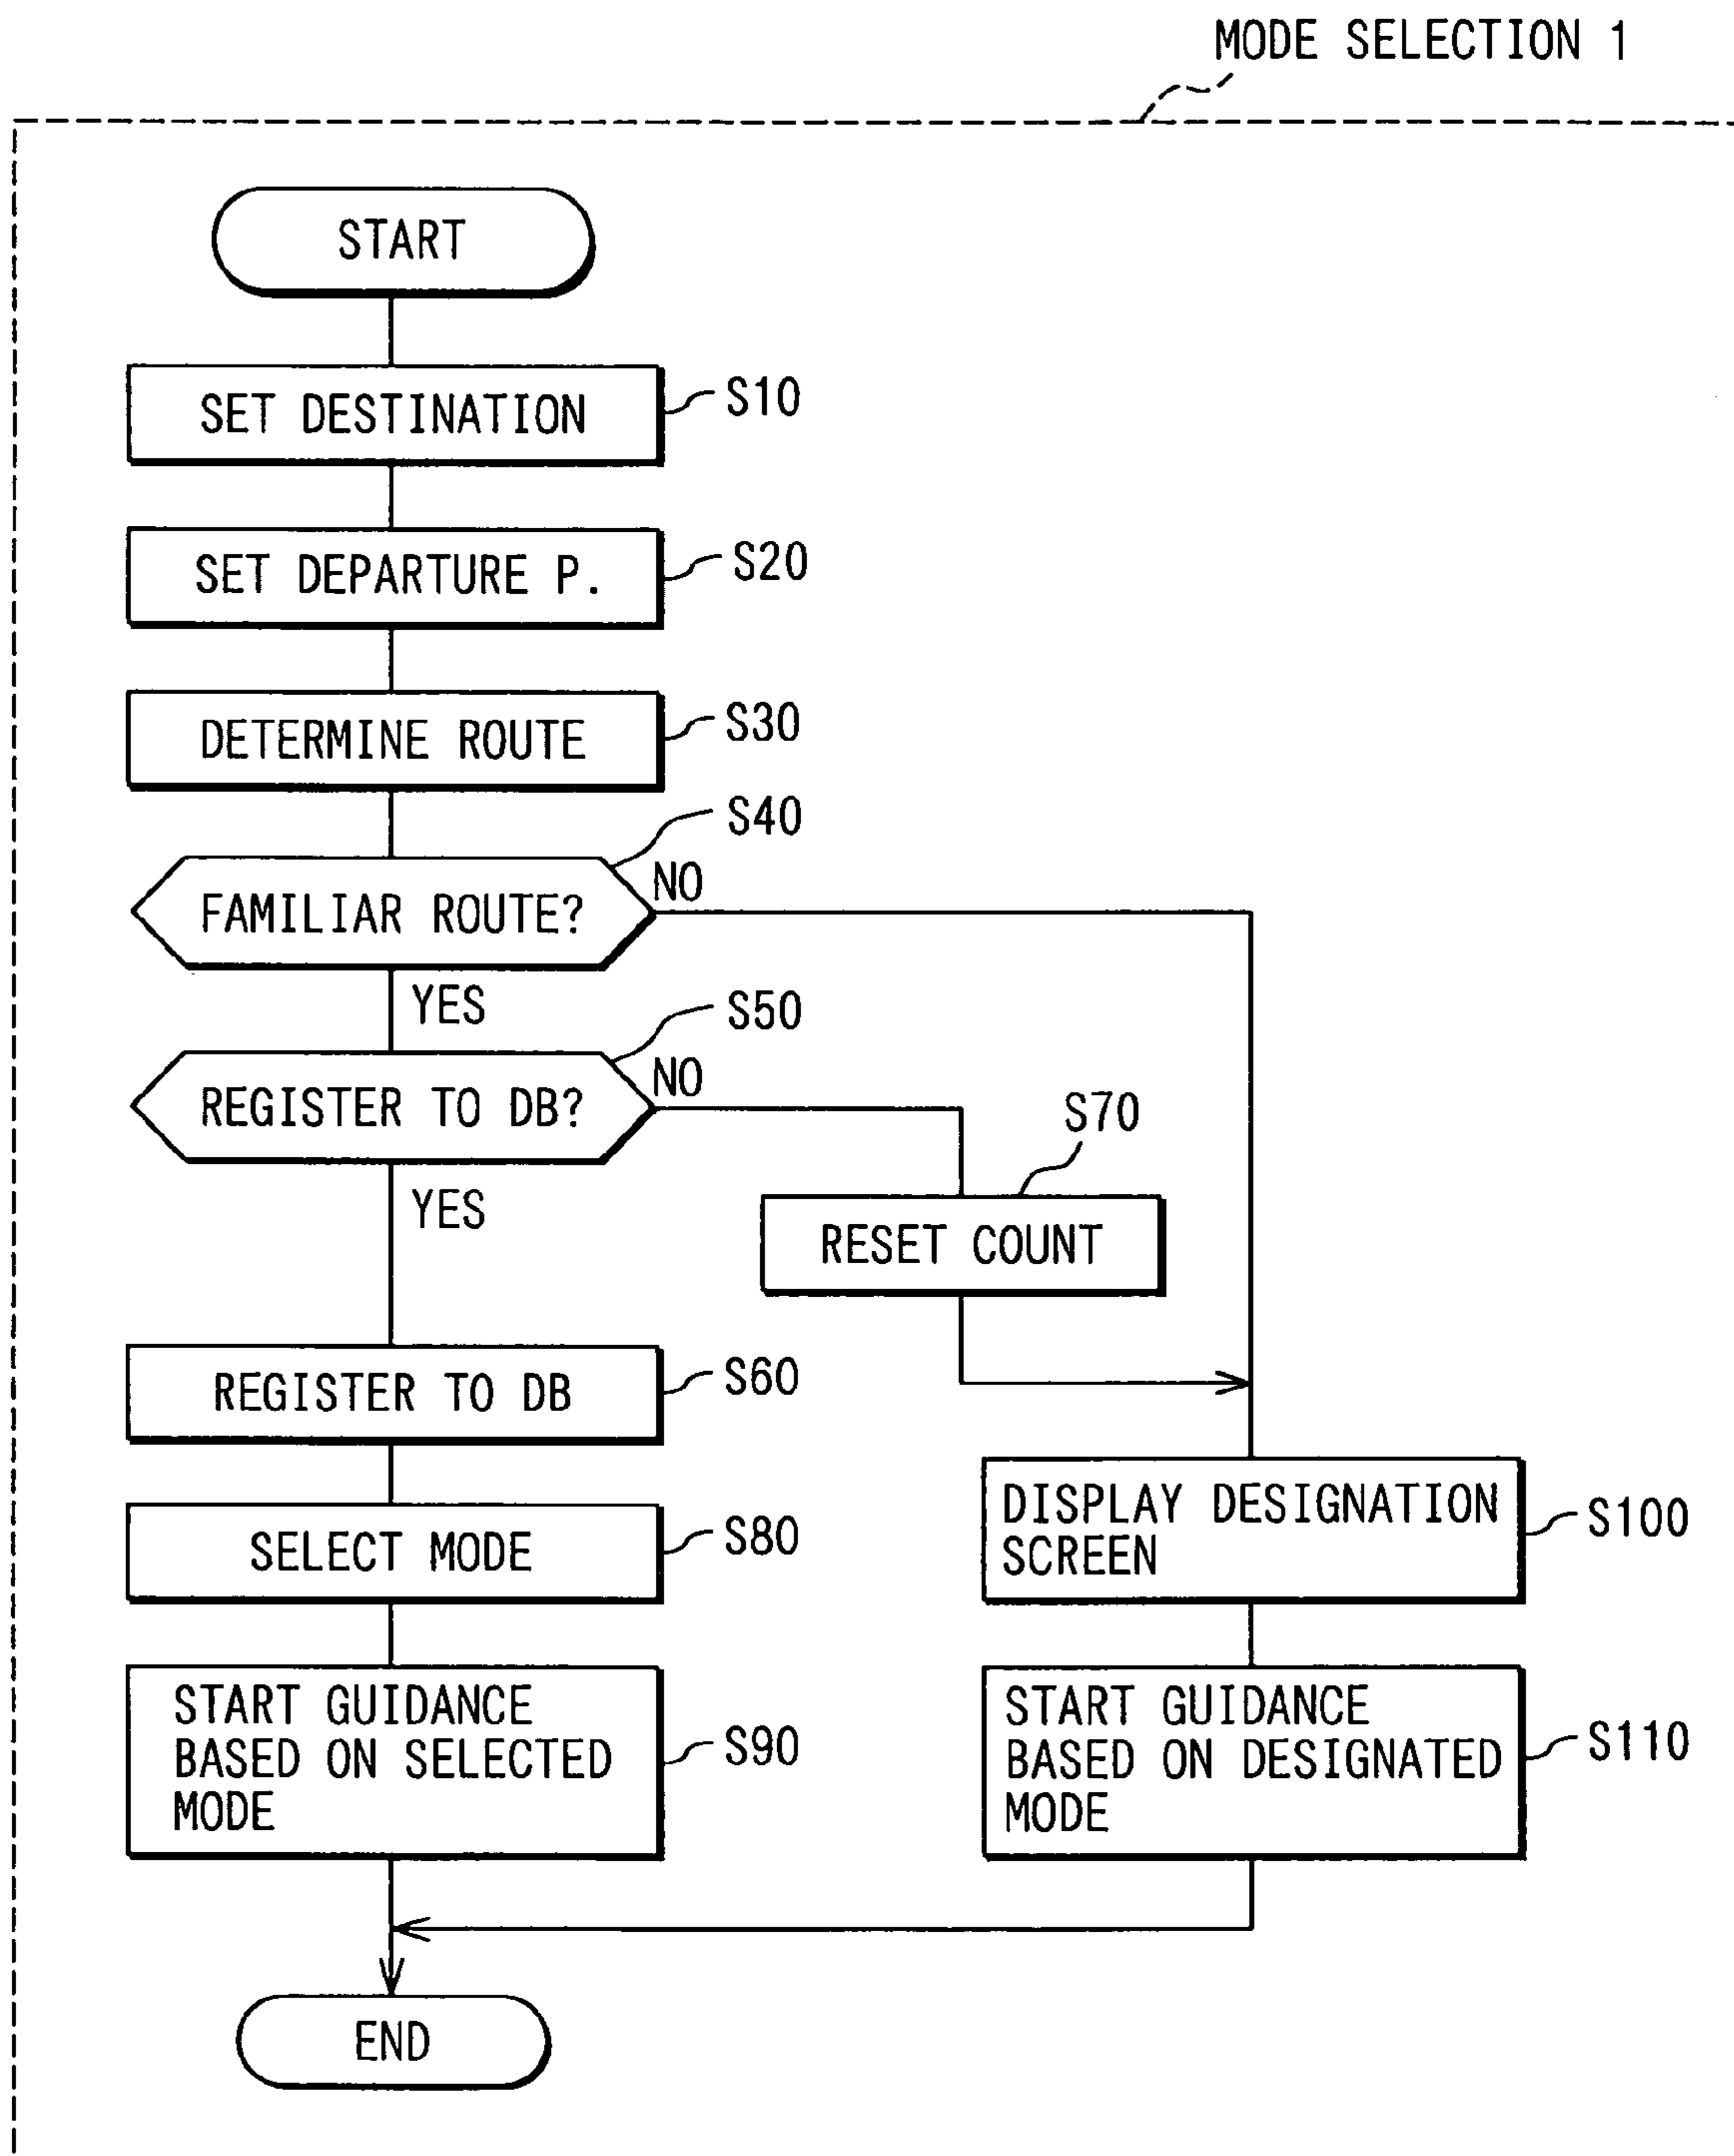 MODE SELECTION 1
START
SET DESTINATION
S10
SET DEPARTURE P.
S20
DETERMINE ROUTE
S30
S40
FAMILIAR ROUTE?
NO
YES
S50
REGISTER TO DB?
NO
YES
S70
RESET COUNT
REGISTER TO DB
S60
SELECT MODE
S80
DISPLAY DESIGNATION
SCREEN
S100
START GUIDANCE
BASED ON SELECTED
MODE
S90
START GUIDANCE
BASED ON DESIGNATED
MODE
S110
END